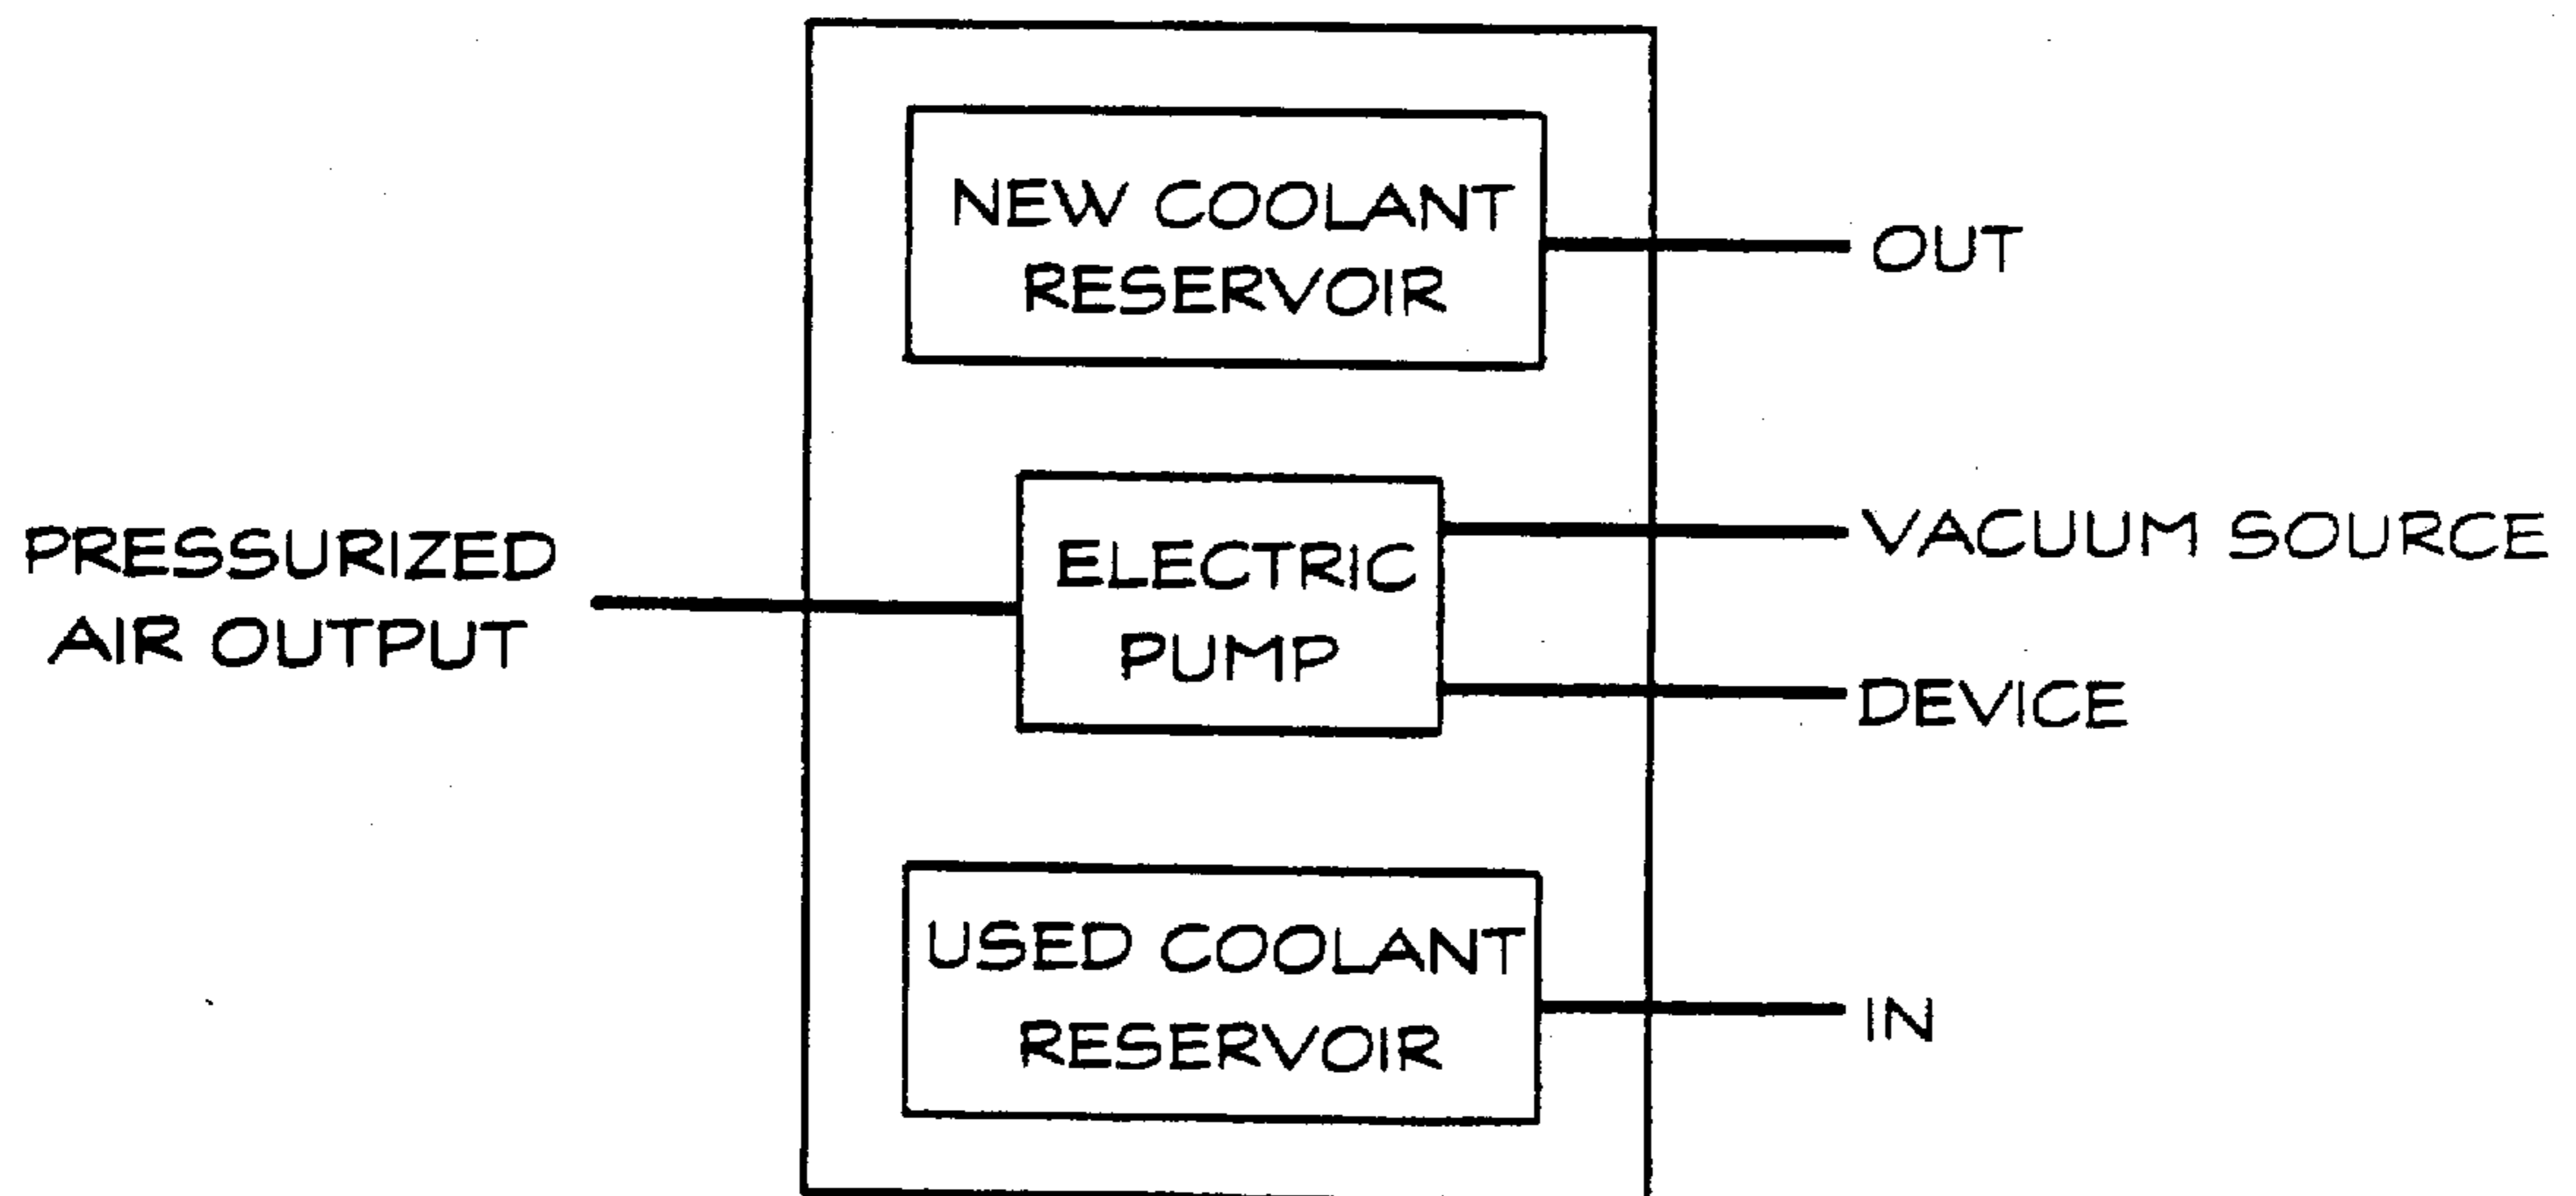 NEW COOLANT
RESERVOIR
OUT
PRESSURIZED
AIR OUTPUT
ELECTRIC
PUMP
VACUUM SOURCE
DEVICE
USED COOLANT
RESERVOIR
IN